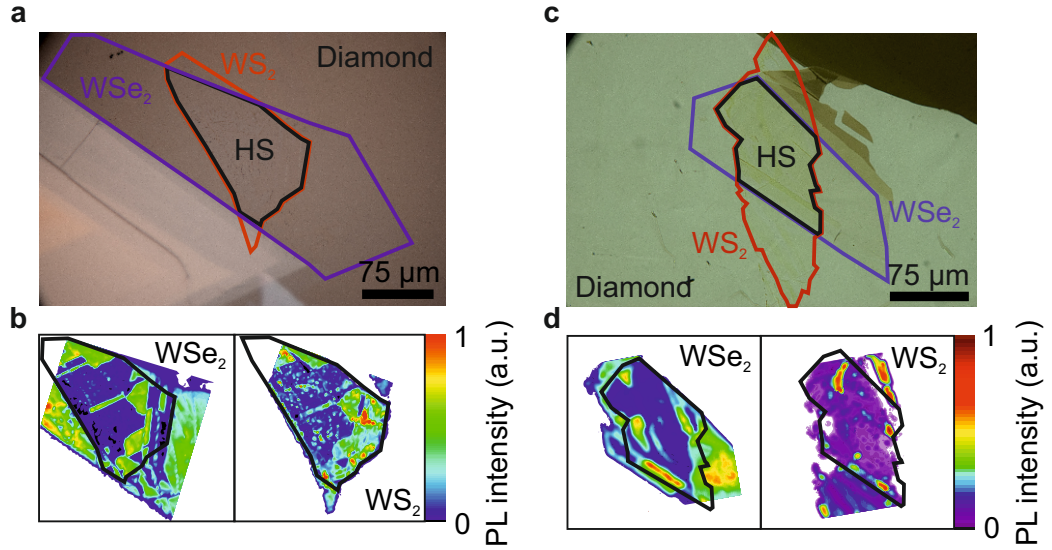 a
Diamond
WS₂
WSe₂
HS
75 µm
b
WSe₂
WS₂
1
0
PL intensity (a.u.)
c
HS
WSe₂
WS₂
Diamond
75 µm
d
WSe₂
WS₂
1
0
PL intensity (a.u.)